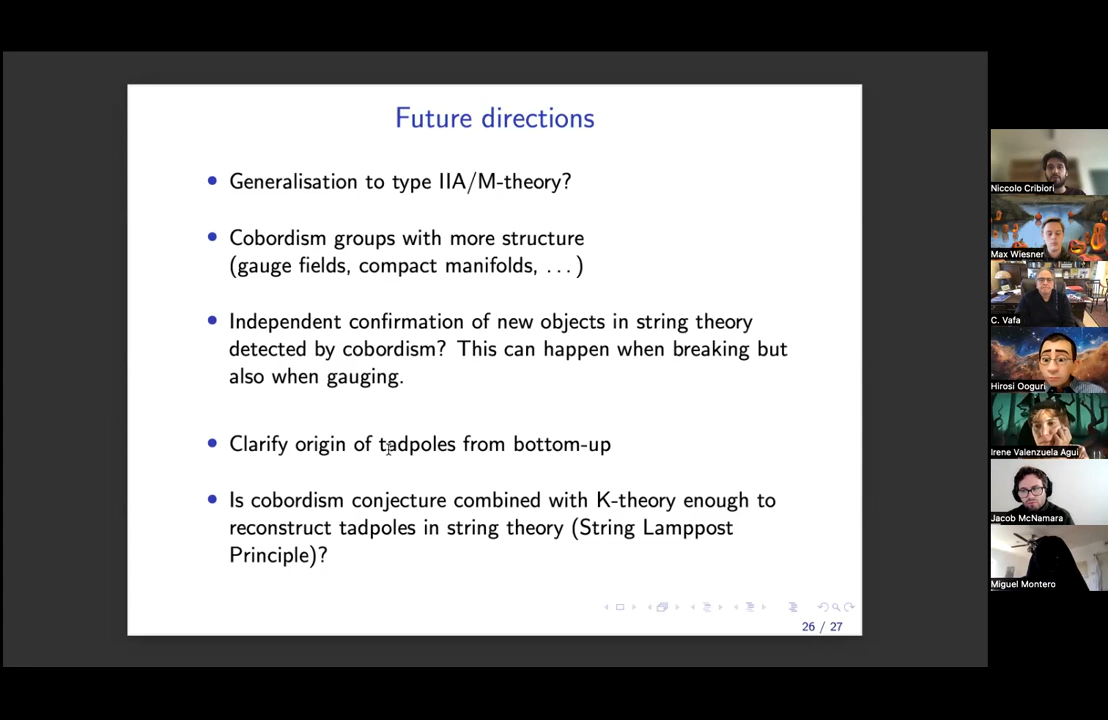 Future directions
• Generalisation to type IIA/M-theory?
• Cobordism groups with more structure
(gauge fields, compact manifolds, ...)
• Independent confirmation of new objects in string theory
detected by cobordism? This can happen when breaking but
also when gauging.
• Clarify origin of tadpoles from bottom-up
• Is cobordism conjecture combined with K-theory enough to
reconstruct tadpoles in string theory (String Lamppost
Principle)?
26 / 27
Niccolo Cribiori
Max Wiesner
C. Vafa
Hirosi Ooguri
Irene Valenzuela Agui
Jacob McNamara
Miguel Montero